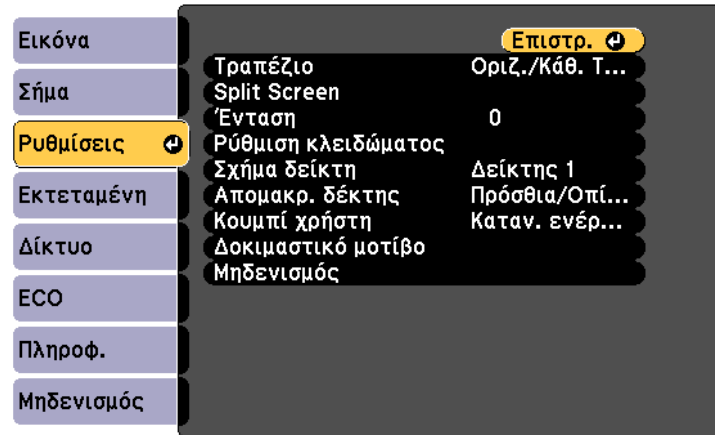 Εικόνα
Σήμα
Ρυθμίσεις
Εκτεταμένη
Δίκτυο
ECO
Πληροφ.
Μηδενισμός
Επιστρ.
Τραπέζιο Οριζ./Κάθ. Τ...
Split Screen
Ένταση 0
Ρύθμιση κλειδώματος
Σχήμα δείκτη Δείκτης 1
Απομακρ. δέκτης Πρόσθια/Οπί...
Κουμπί χρήστη Καταν. ενέρ...
Δοκιμαστικό μοτίβο
Μηδενισμός